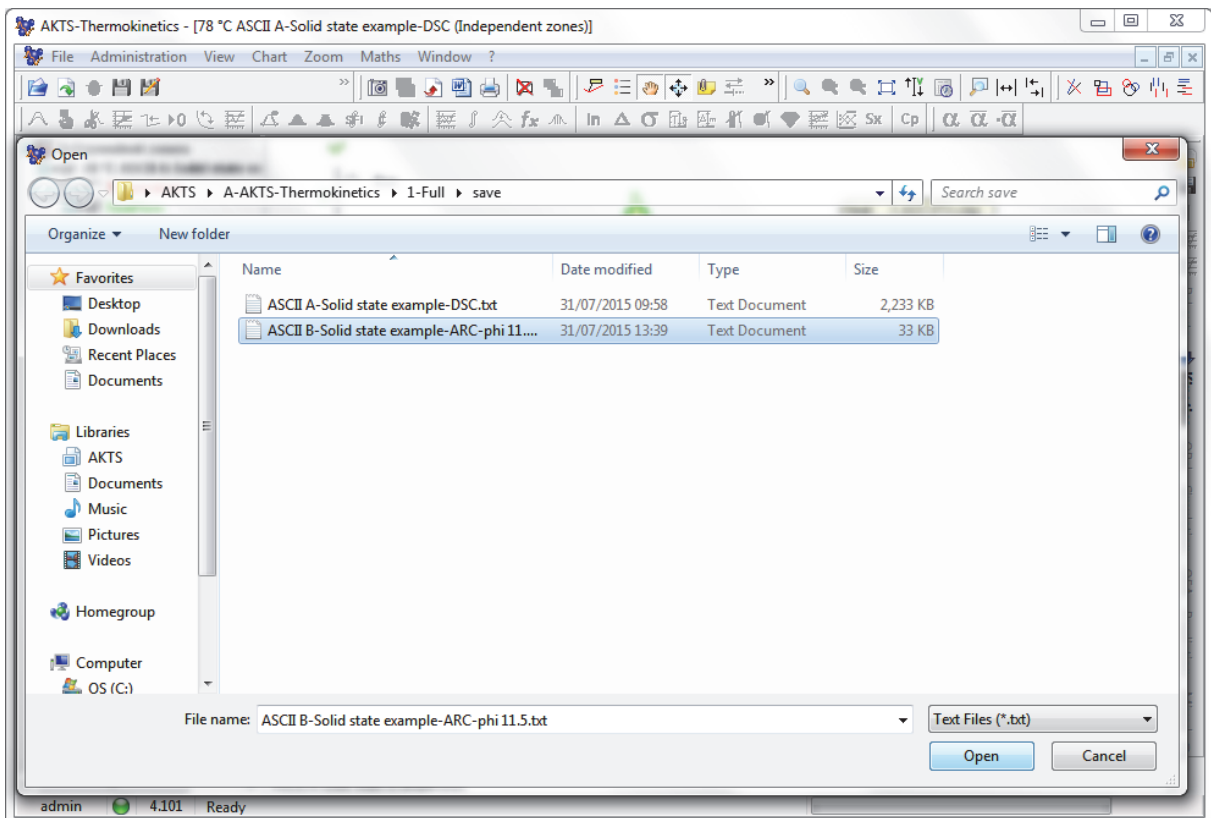 AKTS-Thermokinetics - [78 °C ASCII A-Solid state example-DSC (Independent zones)]
File Administration View Chart Zoom Maths Window ?
»
»
fx ln Δ σ Sx Cp α α -α
Open
AKTS A-AKTS-Thermokinetics 1-Full save
Search save
Organize New folder
Name Date modified Type Size
Favorites
Desktop
Downloads
Recent Places
Documents
ASCII A-Solid state example-DSC.txt 31/07/2015 09:58 Text Document 2,233 KB
ASCII B-Solid state example-ARC-phi 11.... 31/07/2015 13:39 Text Document 33 KB
Libraries
AKTS
Documents
Music
Pictures
Videos
Homegroup
Computer
OS (C:)
File name: ASCII B-Solid state example-ARC-phi 11.5.txt Text Files (*.txt)
Open Cancel
admin 4.101 Ready